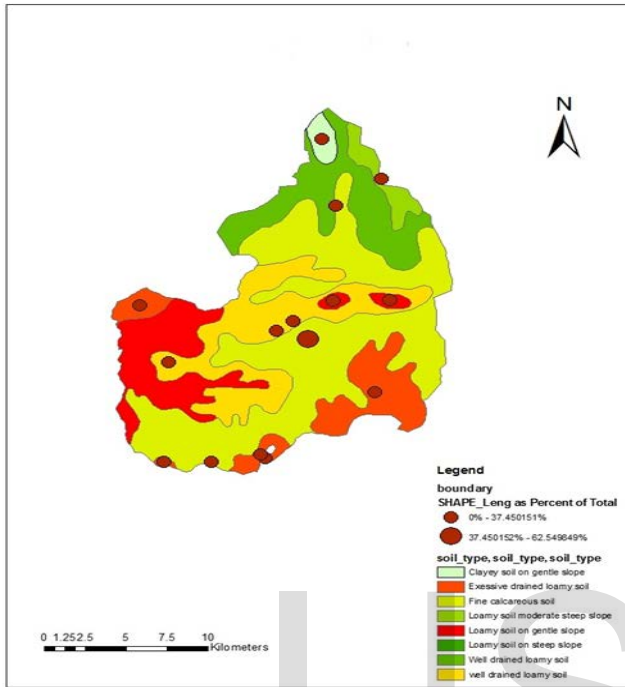 N
Legend
boundary
SHAPE_Leng as Percent of Total
0% - 37.450151%
37.450152% - 62.549849%
soil_type, soil_type, soil_type
Clayey soil on gentle slope
Exessive drained loamy soil
Fine calcareous soil
Loamy soil moderate steep slope
Loamy soil on gentle slope
Loamy soil on steep slope
Well drained loamy soil
well drained loamy soil
0 1.252.5 5 7.5 10
Kilometers